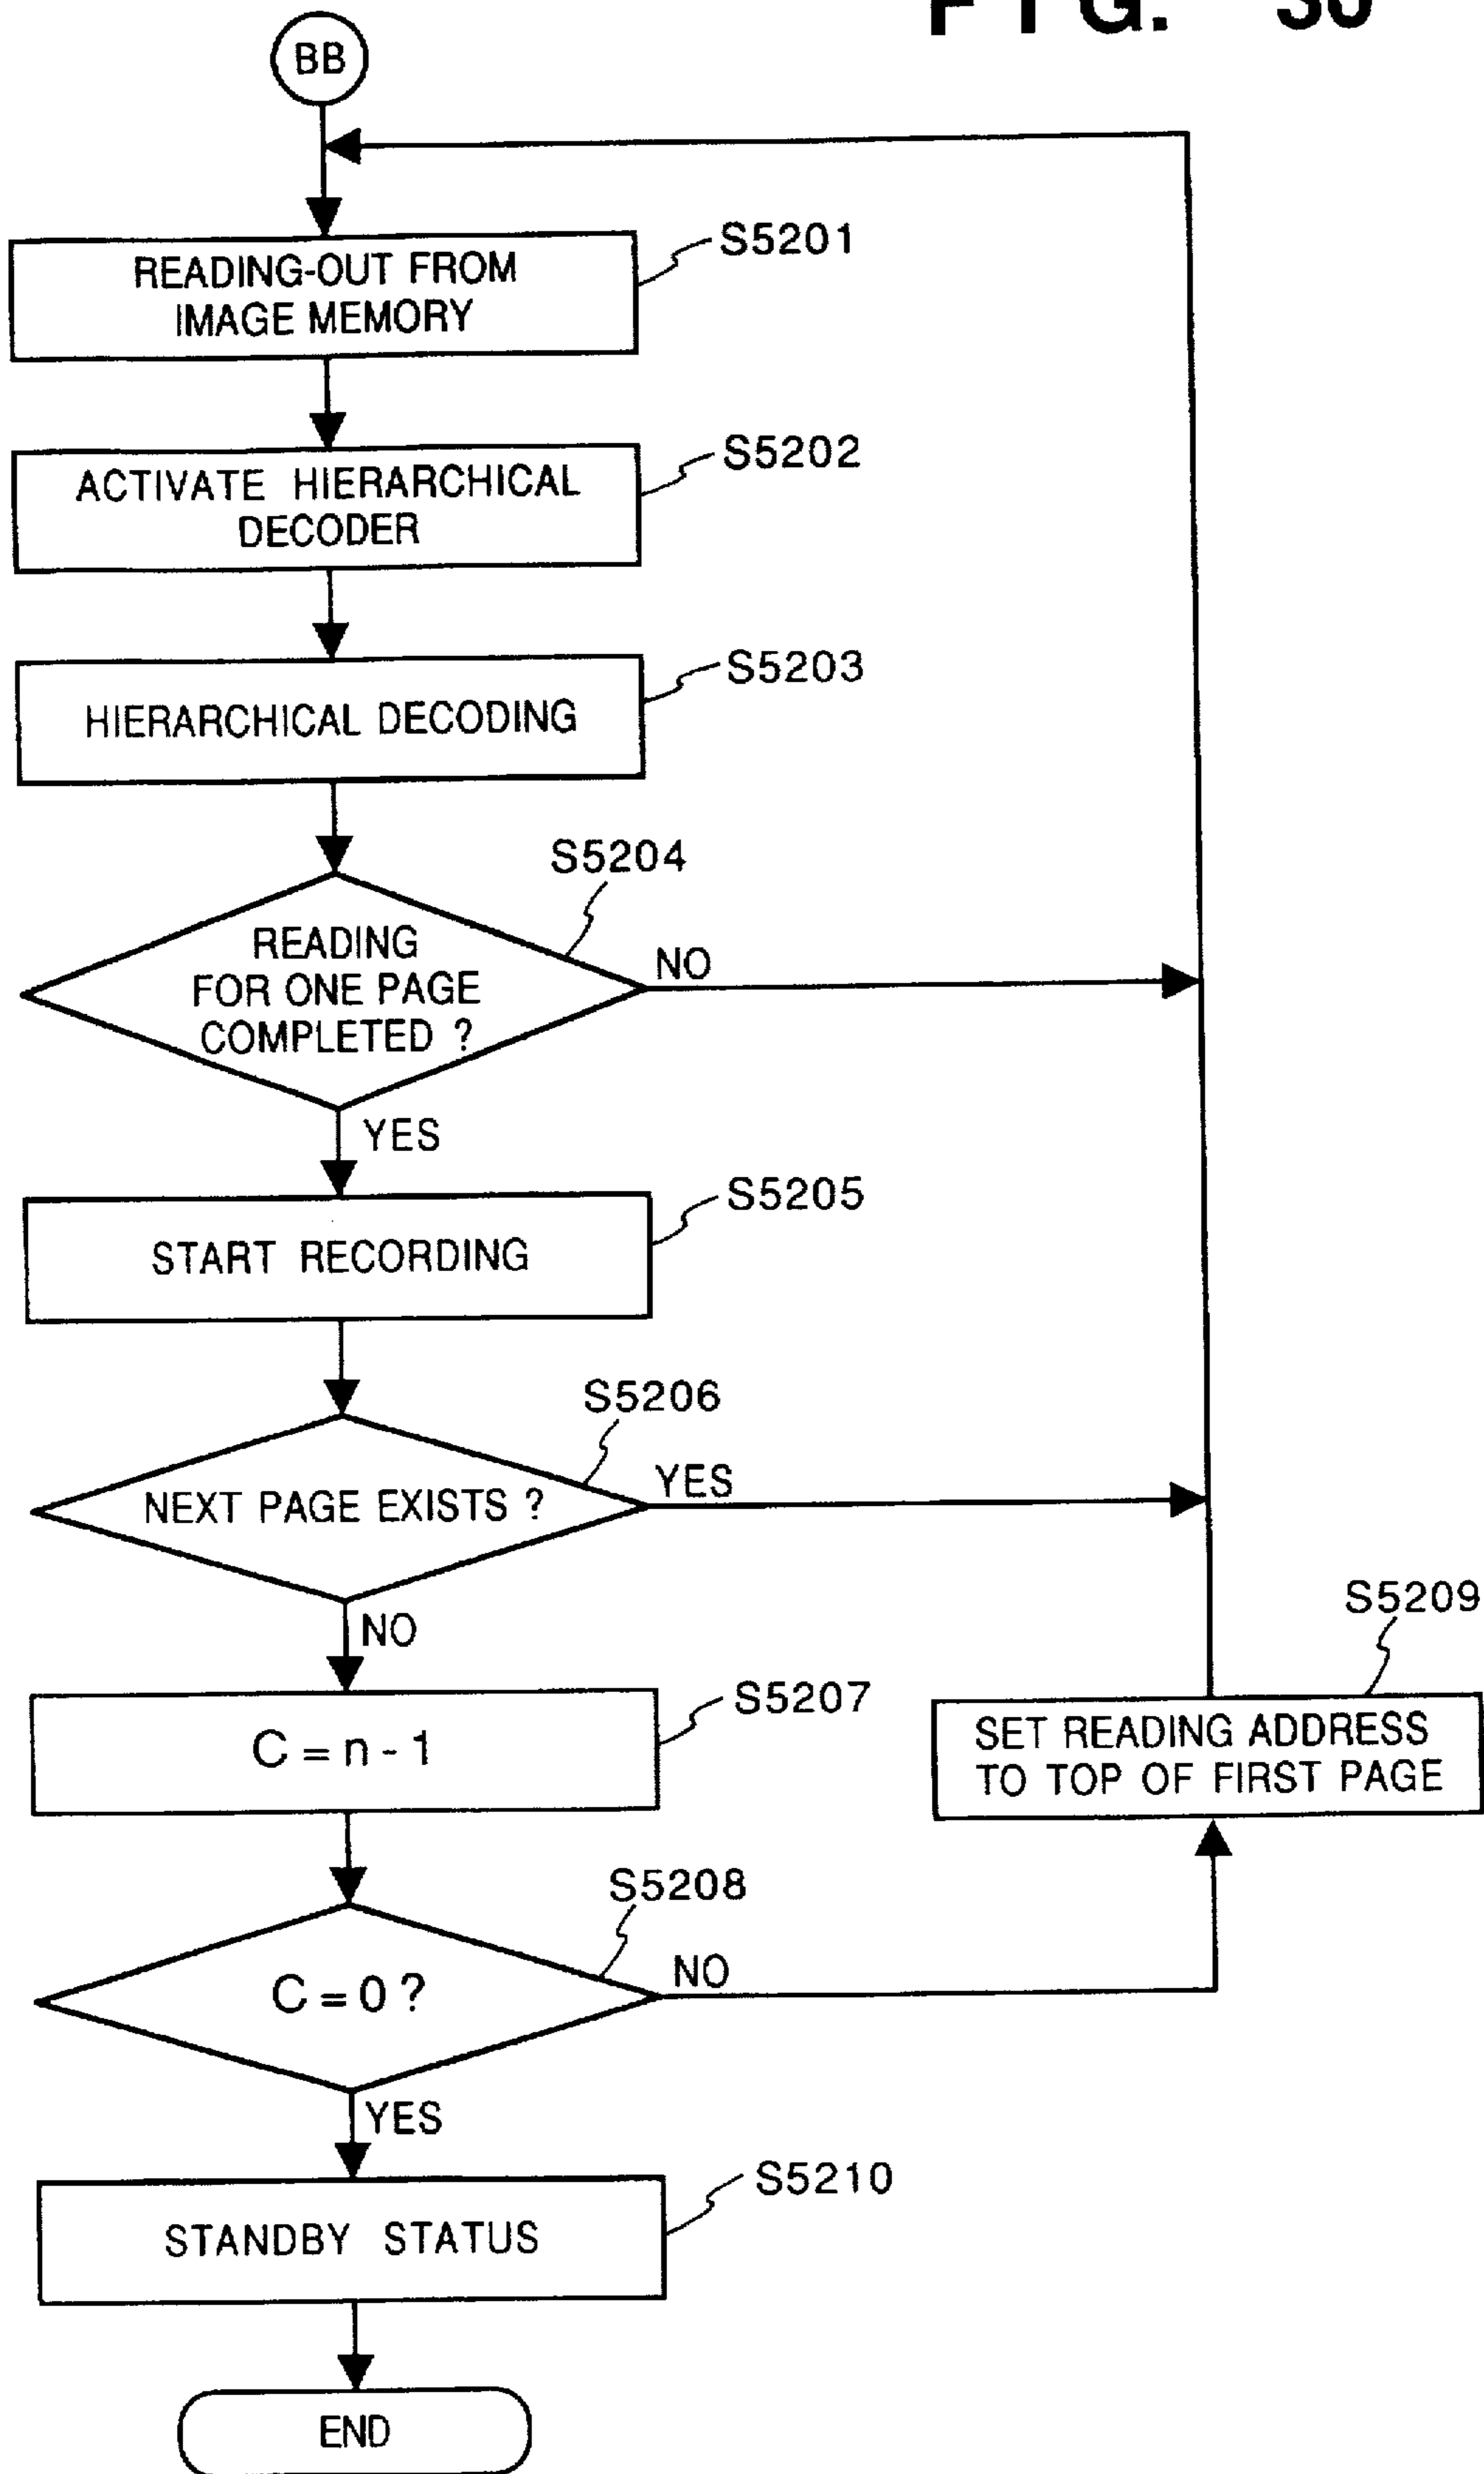 FIG.
BB
S5201
READING-OUT FROM
IMAGE MEMORY
S5202
ACTIVATE HIERARCHICAL
DECODER
S5203
HIERARCHICAL DECODING
S5204
READING
FOR ONE PAGE
COMPLETED ?
NO
YES
S5205
START RECORDING
S5206
NEXT PAGE EXISTS ?
YES
NO
S5207
C = n - 1
S5209
SET READING ADDRESS
TO TOP OF FIRST PAGE
S5208
C = 0 ?
NO
YES
S5210
STANDBY STATUS
END